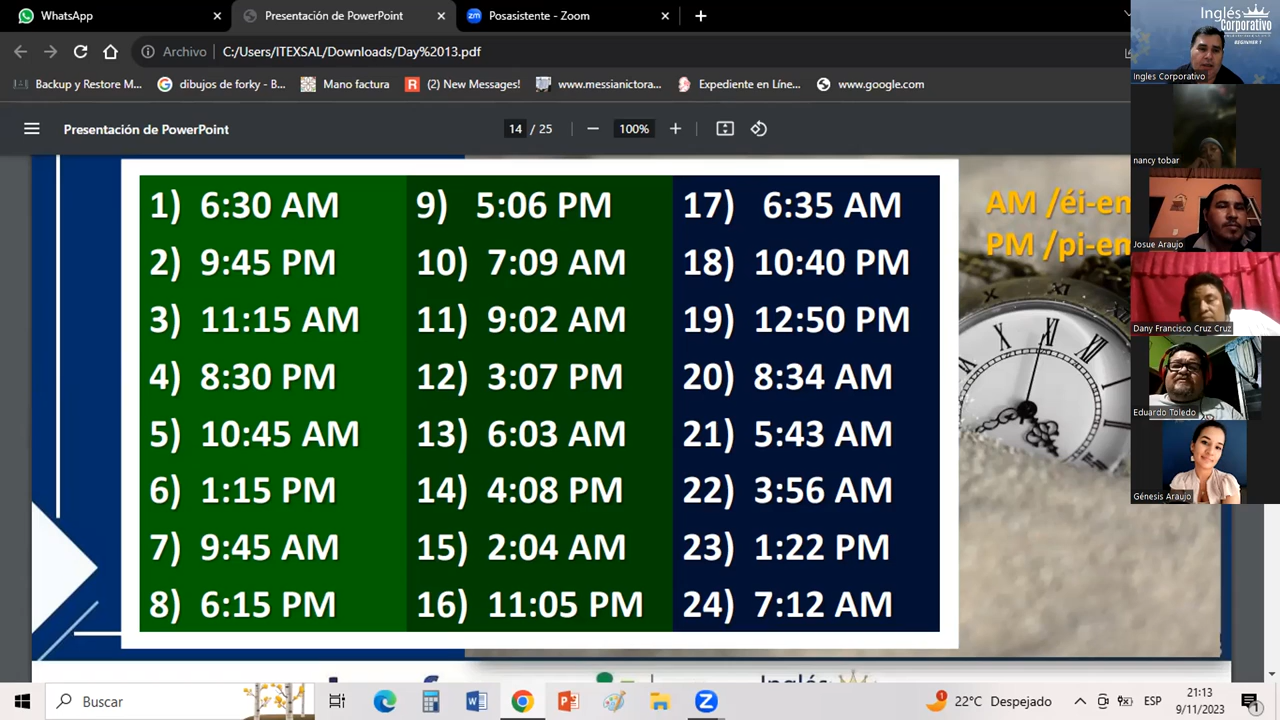 WhatsApp
Presentación de PowerPoint
Posasistente - Zoom
Archivo
C:/Users/ITEXSAL/Downloads/Day%2013.pdf
Backup y Restore M...
dibujos de forky - B...
Mano factura
(2) New Messages!
www.messianictora...
Expediente en Líne...
www.google.com
Presentación de PowerPoint
14 / 25
100%
1) 6:30 AM
2) 9:45 PM
3) 11:15 AM
4) 8:30 PM
5) 10:45 AM
6) 1:15 PM
7) 9:45 AM
8) 6:15 PM
9) 5:06 PM
10) 7:09 AM
11) 9:02 AM
12) 3:07 PM
13) 6:03 AM
14) 4:08 PM
15) 2:04 AM
16) 11:05 PM
17) 6:35 AM
18) 10:40 PM
19) 12:50 PM
20) 8:34 AM
21) 5:43 AM
22) 3:56 AM
23) 1:22 PM
24) 7:12 AM
AM /éi-em
PM /pi-em
Inglés
Corporativo
BEGINNER 1
Ingles Corporativo
nancy tobar
Josue Araujo
Dany Francisco Cruz Cruz
Eduardo Toledo
Génesis Araujo
Inglés
Buscar
22°C Despejado
ESP
21:13
9/11/2023